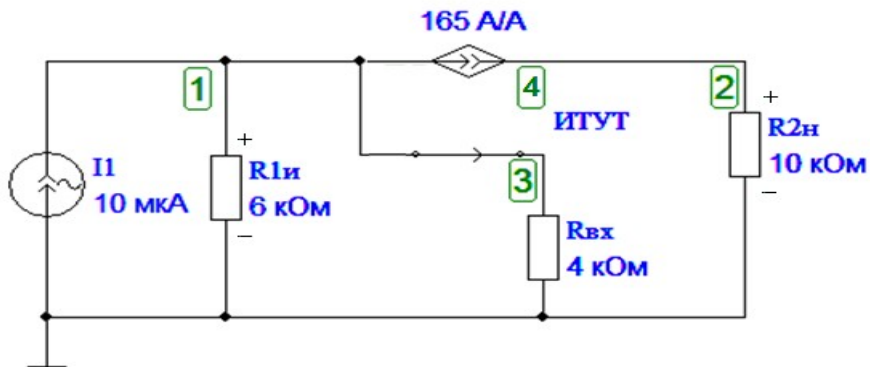 165 А/А
1
4
2
+
ИТУТ
R2н
10 кОм
−
+
I1
10 мкА
R1и
6 кОм
−
3
Rвх
4 кОм